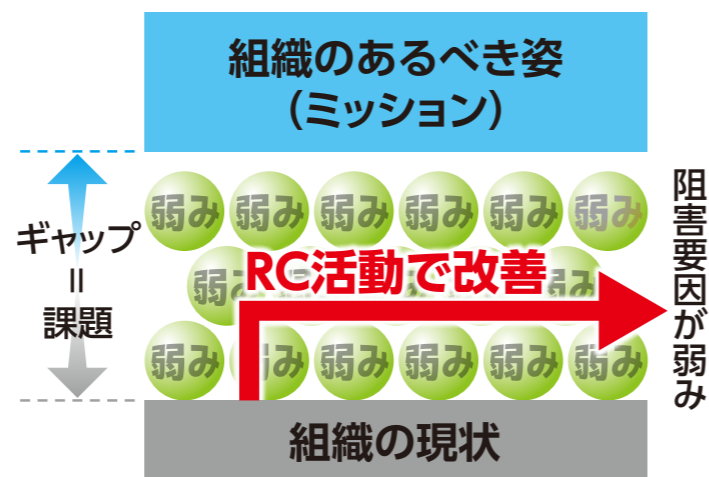 組織のあるべき姿
(ミッション)
弱み 弱み 弱み 弱み 弱み 弱み
ギャップ
=
課題
弱 み
RC活動で改善
弱み み 弱み 弱み 弱み 弱み
阻害要因が弱み
組織の現状